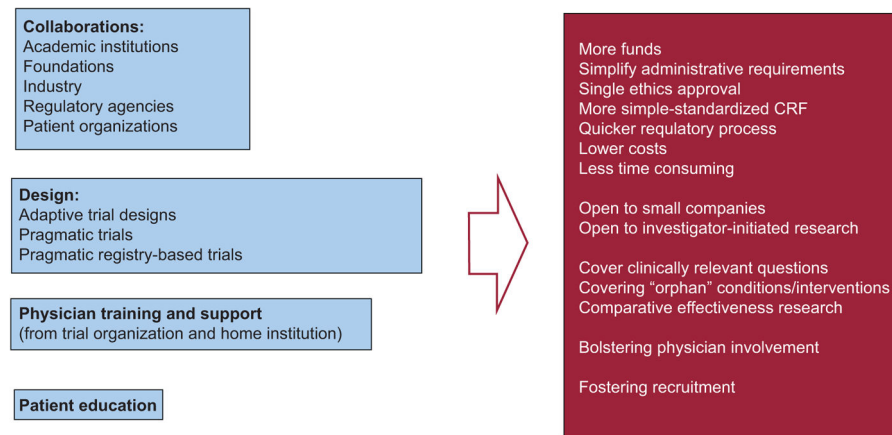 Collaborations:
Academic institutions
Foundations
Industry
Regulatory agencies
Patient organizations
Design:
Adaptive trial designs
Pragmatic trials
Pragmatic registry-based trials
Physician training and support
(from trial organization and home institution)
Patient education
More funds
Simplify administrative requirements
Single ethics approval
More simple-standardized CRF
Quicker requlatory process
Lower costs
Less time consuming
Open to small companies
Open to investigator-initiated research
Cover clinically relevant questions
Covering “orphan” conditions/interventions
Comparative effectiveness research
Bolstering physician involvement
Fostering recruitment